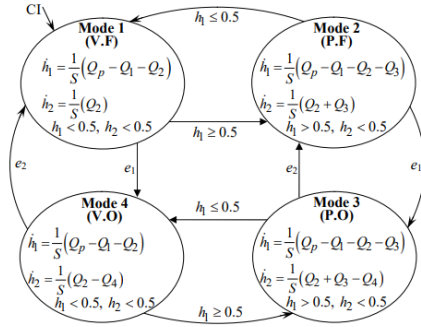 CI
Mode 1
(V.F)
ḣ₁ = 1/S (Qₚ − Q₁ − Q₂)
ḣ₂ = 1/S (Q₂)
h₁ < 0.5, h₂ < 0.5
h₁ ≤ 0.5
Mode 2
(P.F)
ḣ₁ = 1/S (Qₚ − Q₁ − Q₂ − Q₃)
ḣ₂ = 1/S (Q₂ + Q₃)
h₁ > 0.5, h₂ < 0.5
h₁ ≥ 0.5
e₂
e₁
e₂
e₁
Mode 4
(V.O)
ḣ₁ = 1/S (Qₚ − Q₁ − Q₂)
ḣ₂ = 1/S (Q₂ − Q₄)
h₁ < 0.5, h₂ < 0.5
h₁ ≤ 0.5
Mode 3
(P.O)
ḣ₁ = 1/S (Qₚ − Q₁ − Q₂ − Q₃)
ḣ₂ = 1/S (Q₂ + Q₃ − Q₄)
h₁ > 0.5, h₂ < 0.5
h₁ ≥ 0.5